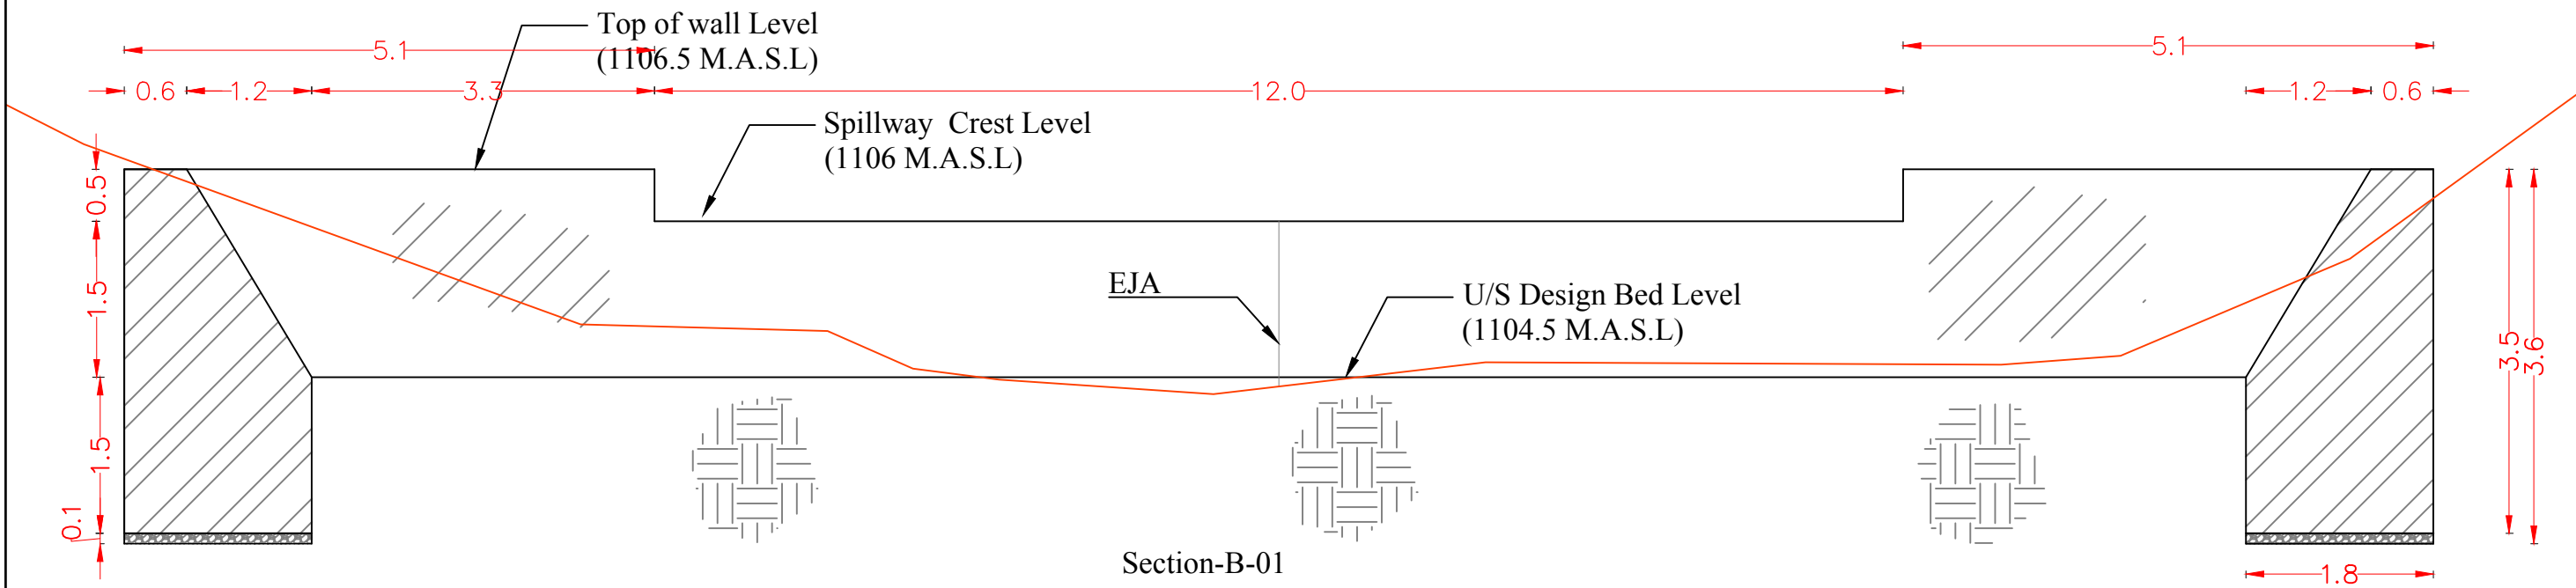 Top of wall Level
(1106.5 M.A.S.L)
5.1
5.1
0.6
1.2
3.3
12.0
1.2
0.6
Spillway  Crest Level
(1106 M.A.S.L)
0.5
1.5
EJA
U/S Design Bed Level
(1104.5 M.A.S.L)
3.5
3.6
1.5
0.1
Section-B-01
1.8